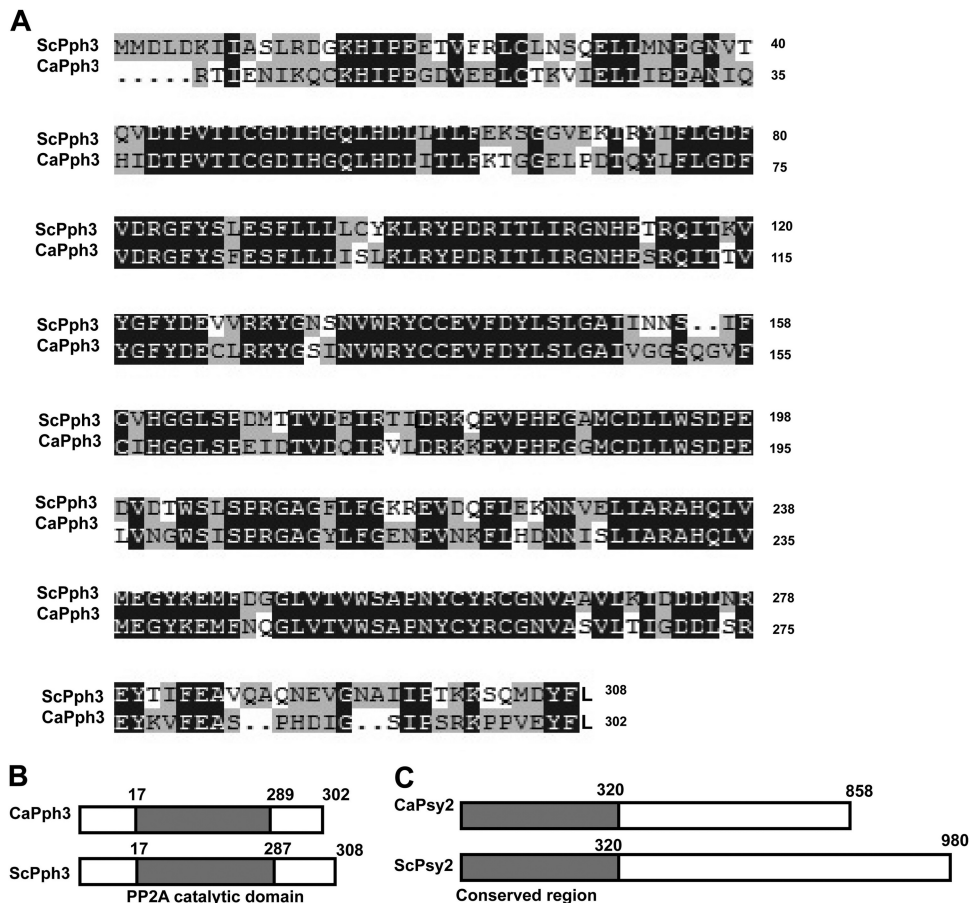 A
ScPph3 MMDLDKIIASLRDGKHIPEETVFRLCLNSQELLMNEGNVT 40
CaPph3 .....RTIENIKQCKHIPEGDVEELCTKVIELLIEEANIQ 35
ScPph3 QVDTPVTICGDIHGQLHDLLTLFEKSGGVEKTRYIFLGDF 80
CaPph3 HIDTPVTICGDIHGQLHDLITLFKTGGELPDTQYLFLGDF 75
ScPph3 VDRGFYSLESFLLLLCYKLRYPDRITLIRGNHETRQITKV 120
CaPph3 VDRGFYSFESFLLLISLKLRYPDRITLIRGNHESRQITTV 115
ScPph3 YGFYDEVVRKYGNSNVWRYCCEVFDYLSLGAIINNS..IF 158
CaPph3 YGFYDECLRKYGSINVWRYCCEVFDYLSLGAIVGGSQGVF 155
ScPph3 CVHGGLSPDMTTVDEIRTIDRKQEVPHEGAMCDLLWSDPE 198
CaPph3 CIHGGLSPEIDTVDQIRVLDRKKEVPHEGGMCDLLWSDPE 195
ScPph3 DVDTWSLSPRGAGFLFGKREVDQFLEKNNVELIARAHQLV 238
CaPph3 LVNGWSISPRGAGYLFGENEVNKFLHDNNISLIARAHQLV 235
ScPph3 MEGYKEMFDGGLVTVWSAPNYCYRCGNVAAVLKIDDDLNR 278
CaPph3 MEGYKEMFNQGLVTVWSAPNYCYRCGNVASVLTIGDDLSR 275
ScPph3 EYTIFEAVQAQNEVGNAIIPTKKSQMDYFL 308
CaPph3 EYKVFEAS..PHDIG..SIPSRKPPVEYFL 302
B
17 289 302
CaPph3
17 287 308
ScPph3
PP2A catalytic domain
C
320 858
CaPsy2
320 980
ScPsy2
Conserved region